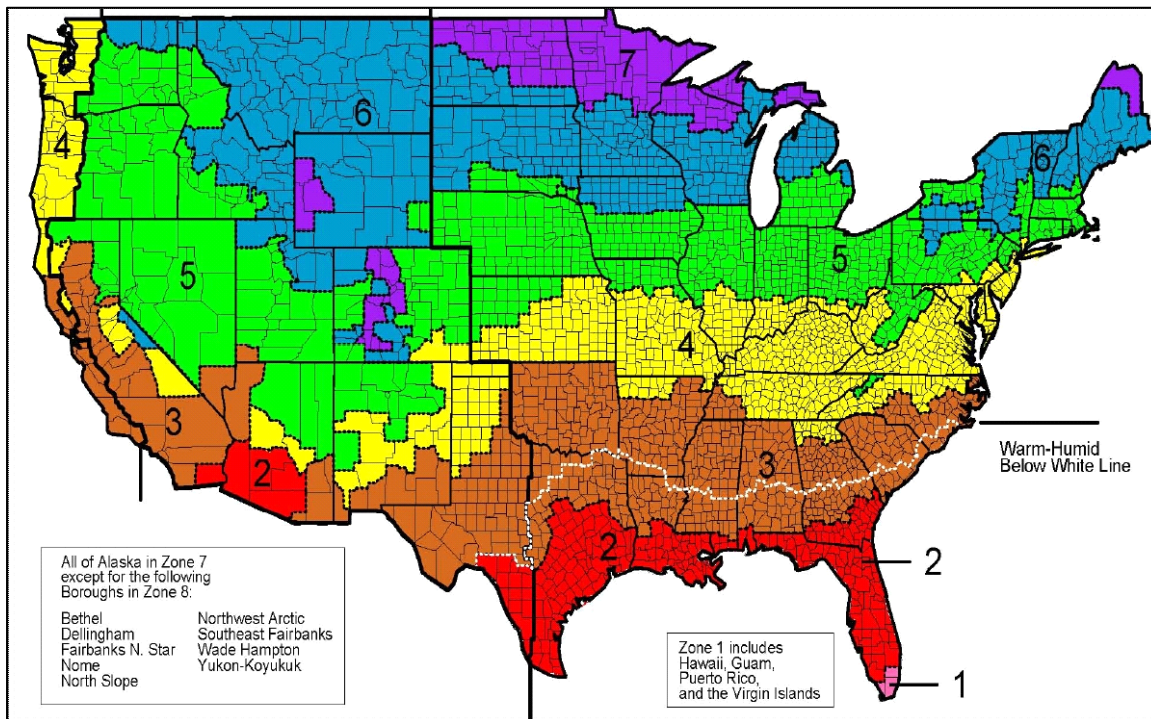 7
6
4
6
5
5
4
3
2
3
Warm-Humid
Below White Line
2
2
1
All of Alaska in Zone 7
except for the following
Boroughs in Zone 8:
Bethel
Dellingham
Fairbanks N. Star
Nome
North Slope
Northwest Arctic
Southeast Fairbanks
Wade Hampton
Yukon-Koyukuk
Zone 1 includes
Hawaii, Guam,
Puerto Rico,
and the Virgin Islands